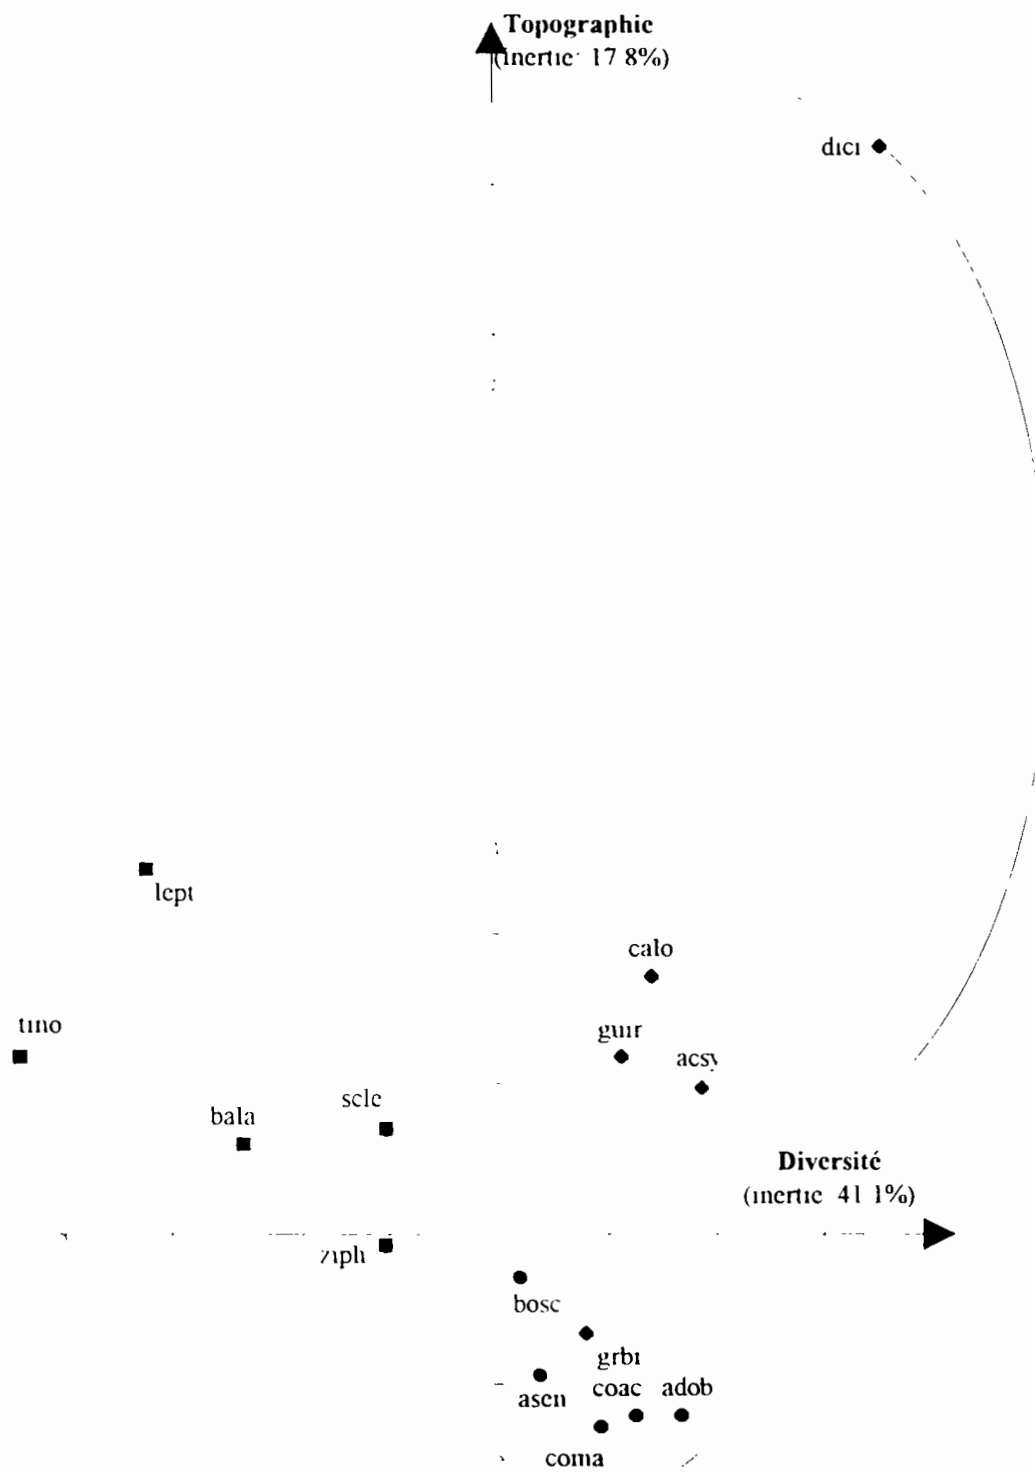 Topographie
(inertie: 17 8%)
dici
lept
calo
tino
guir
acsy
scle
bala
Diversité
(inertie 41 1%)
ziph
bosc
grbi
asen
coac
adob
coma